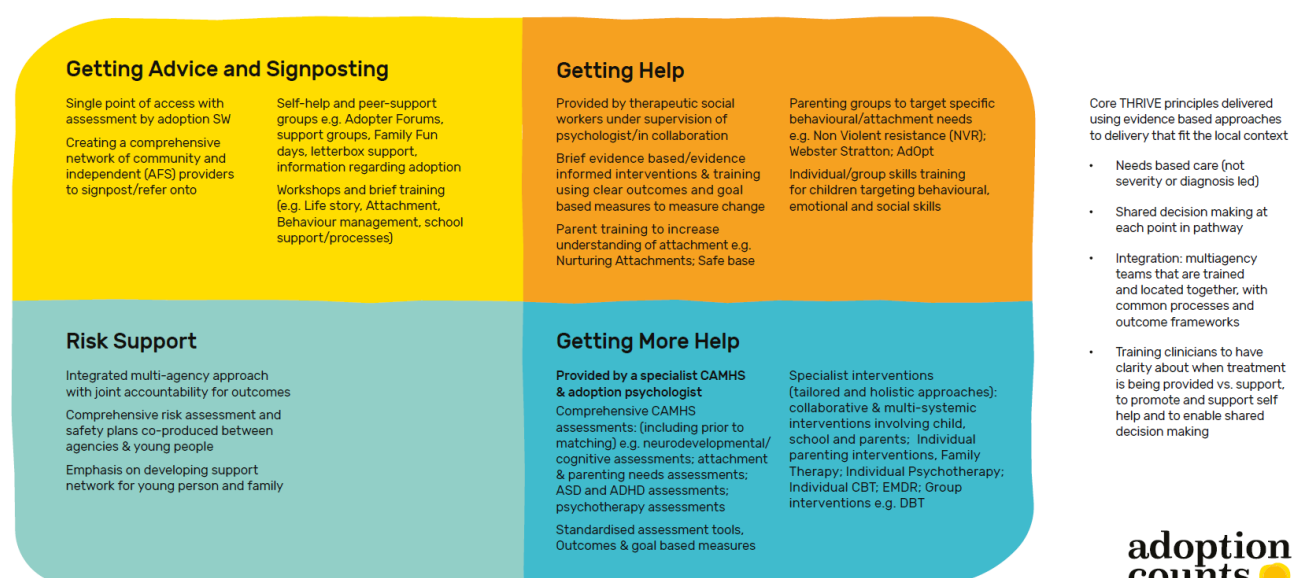 Getting Advice and Signposting
Single point of access with
assessment by adoption SW
Creating a comprehensive
network of community and
independent (AFS) providers
to signpost/refer onto
Self-help and peer-support
groups e.g. Adopter Forums,
support groups, Family Fun
days, letterbox support,
information regarding adoption
Workshops and brief training
(e.g. Life story, Attachment,
Behaviour management, school
support/processes)
Getting Help
Provided by therapeutic social
workers under supervision of
psychologist/in collaboration
Brief evidence based/evidence
informed interventions & training
using clear outcomes and goal
based measures to measure change
Parent training to increase
understanding of attachment e.g.
Nurturing Attachments; Safe base
Parenting groups to target specific
behavioural/attachment needs
e.g. Non Violent resistance (NVR);
Webster Stratton; AdOpt
Individual/group skills training
for children targeting behavioural,
emotional and social skills
Risk Support
Integrated multi-agency approach
with joint accountability for outcomes
Comprehensive risk assessment and
safety plans co-produced between
agencies & young people
Emphasis on developing support
network for young person and family
Getting More Help
Provided by a specialist CAMHS
& adoption psychologist
Comprehensive CAMHS
assessments: (including prior to
matching) e.g. neurodevelopmental/
cognitive assessments; attachment
& parenting needs assessments;
ASD and ADHD assessments;
psychotherapy assessments
Standardised assessment tools,
Outcomes & goal based measures
Specialist interventions
(tailored and holistic approaches):
collaborative & multi-systemic
interventions involving child,
school and parents; Individual
parenting interventions, Family
Therapy; Individual Psychotherapy;
Individual CBT; EMDR; Group
interventions e.g. DBT
Core THRIVE principles delivered
using evidence based approaches
to delivery that fit the local context
• Needs based care (not
severity or diagnosis led)
• Shared decision making at
each point in pathway
• Integration: multiagency
teams that are trained
and located together, with
common processes and
outcome frameworks
• Training clinicians to have
clarity about when treatment
is being provided vs. support,
to promote and support self
help and to enable shared
decision making
adoption
counts